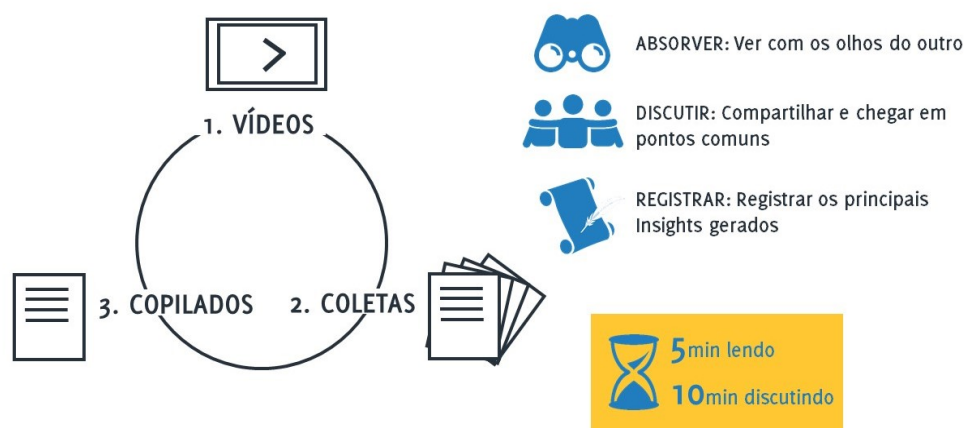 1. VÍDEOS
3. COPILADOS
2. COLETAS
ABSORVER: Ver com os olhos do outro
DISCUTIR: Compartilhar e chegar em
pontos comuns
REGISTRAR: Registrar os principais
Insights gerados
5min lendo
10min discutindo